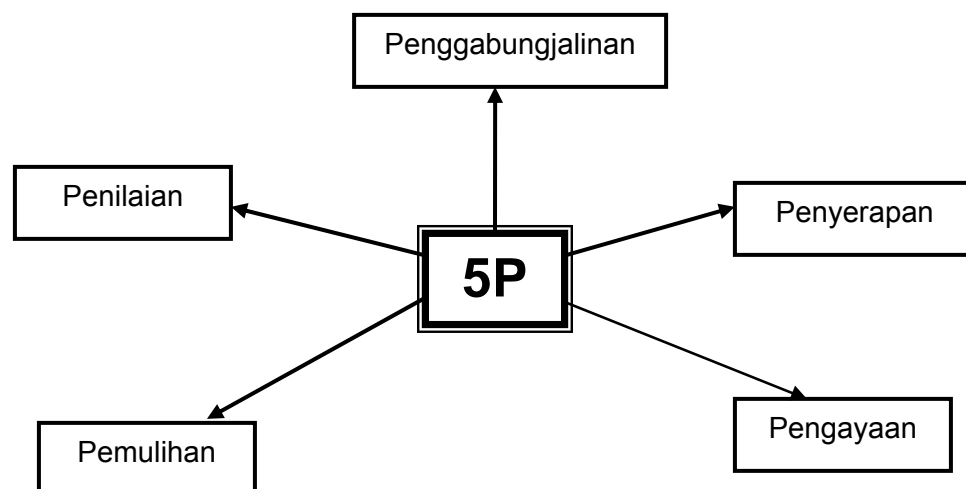 Penggabungjalinan
Penilaian
Penyerapan
5P
Pemulihan
Pengayaan